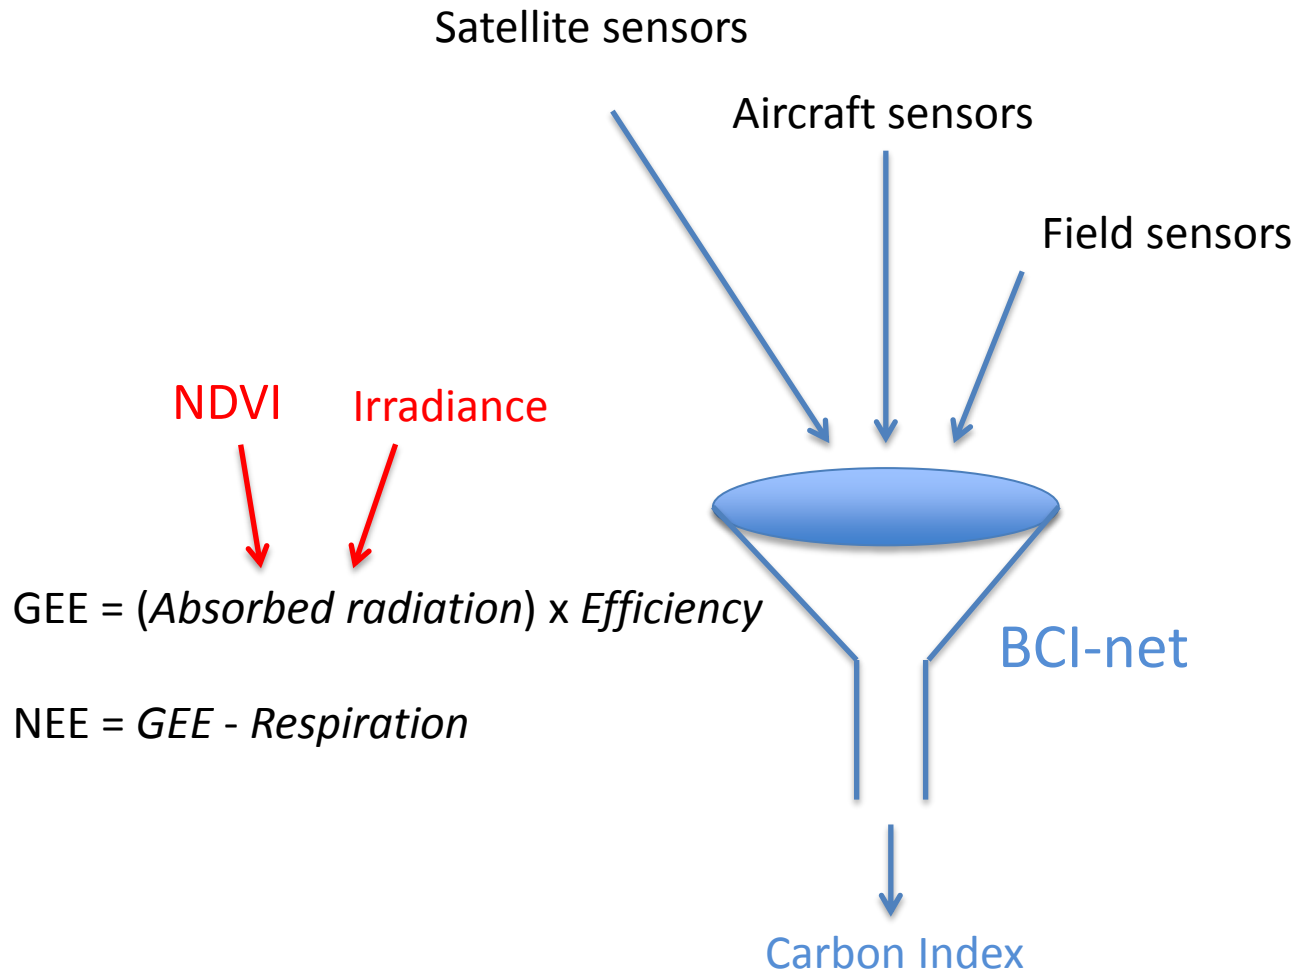 Satellite sensors
Aircraft sensors
Field sensors
NDVI
Irradiance
GEE = (Absorbed radiation) x Efficiency
BCI-net
NEE = GEE - Respiration
Carbon Index